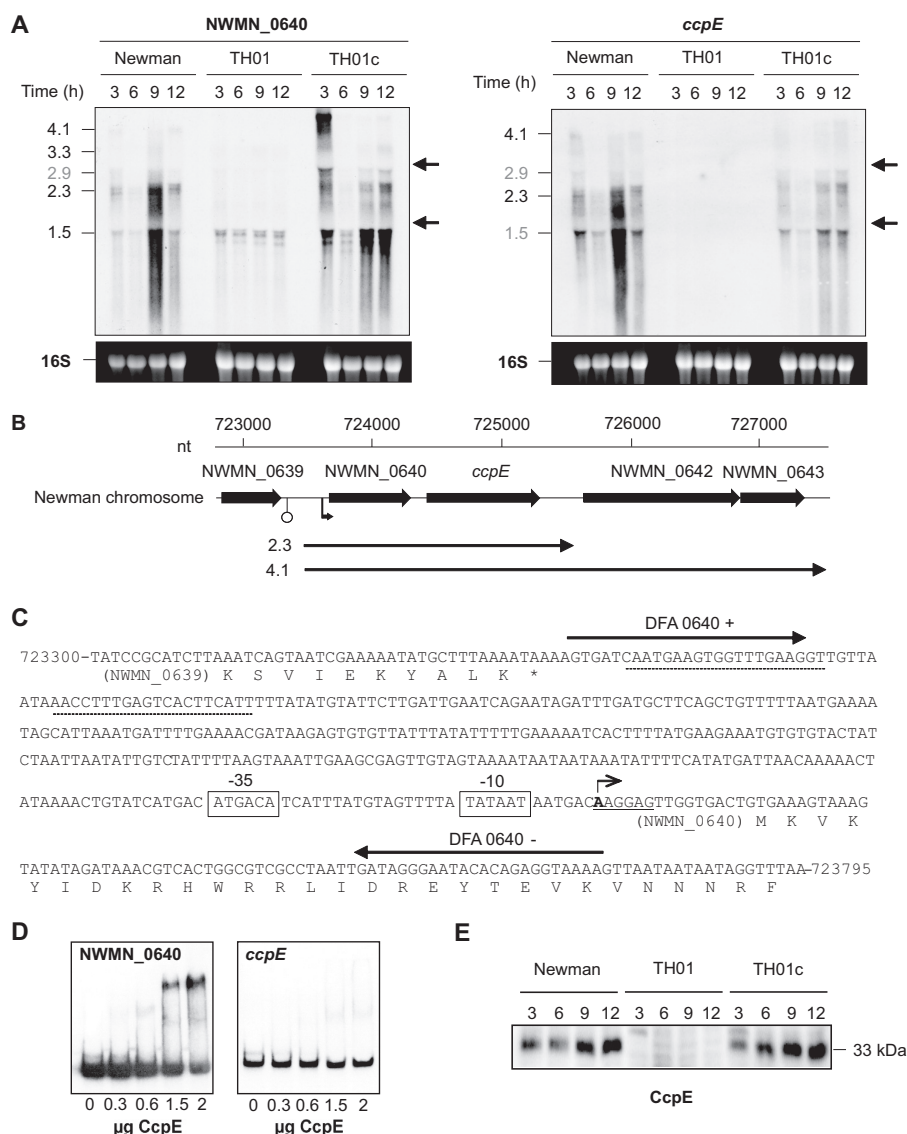 A
NWMN_0640
ccpE
Newman TH01 TH01c
Newman TH01 TH01c
Time (h)
3 6 9 12 3 6 9 12 3 6 9 12
Time (h)
3 6 9 12 3 6 9 12 3 6 9 12
4.1
3.3
2.9
2.3
1.5
4.1
2.9
2.3
1.5
16S
16S
B
723000 724000 725000 726000 727000
nt
NWMN_0639 NWMN_0640 ccpE NWMN_0642 NWMN_0643
Newman chromosome
2.3
4.1
C
DFA 0640 +
723300-TATCCGCATCTTAAATCAGTAATCGAAAAATATGCTTTAAAATAAAAGTGATCAATGAAGTGGTTTGAAGGTTGTTA
(NWMN_0639) K S V I E K Y A L K *
ATAAACCTTTGAGTCACTTCATTTTTATATGTATTCTTGATTGAATCAGAATAGATTTGATGCTTCAGCTGTTTTTAATGAAAA
TAGCATTAAATGATTTTGAAAACGATAAGAGTGTGTTATTTATATTTTTGAAAAATCACTTTTATGAAGAAATGTGTGTACTAT
CTAATTAATATTGTCTATTTTAAGTAAATTGAAGCGAGTTGTAGTAAAATAATAATAAATATTTTCATATGATTAACAAAAACT
-35 -10
ATAAAACTGTATCATGAC ATGACA TCATTTATGTAGTTTTA TATAAT AATGACAAGGAGTTGGTGACTGTGAAAGTAAAG
(NWMN_0640) M K V K
DFA 0640 -
TATATAGATAAACGTCACTGGCGTCGCCTAATTGATAGGGAATACACAGAGGTAAAAGTTAATAATAATAGGTTTAA-723795
Y I D K R H W R R L I D R E Y T E V K V N N N R F
D
NWMN_0640
ccpE
0 0.3 0.6 1.5 2
0 0.3 0.6 1.5 2
µg CcpE
µg CcpE
E
Newman TH01 TH01c
3 6 9 12 3 6 9 12 3 6 9 12
33 kDa
CcpE